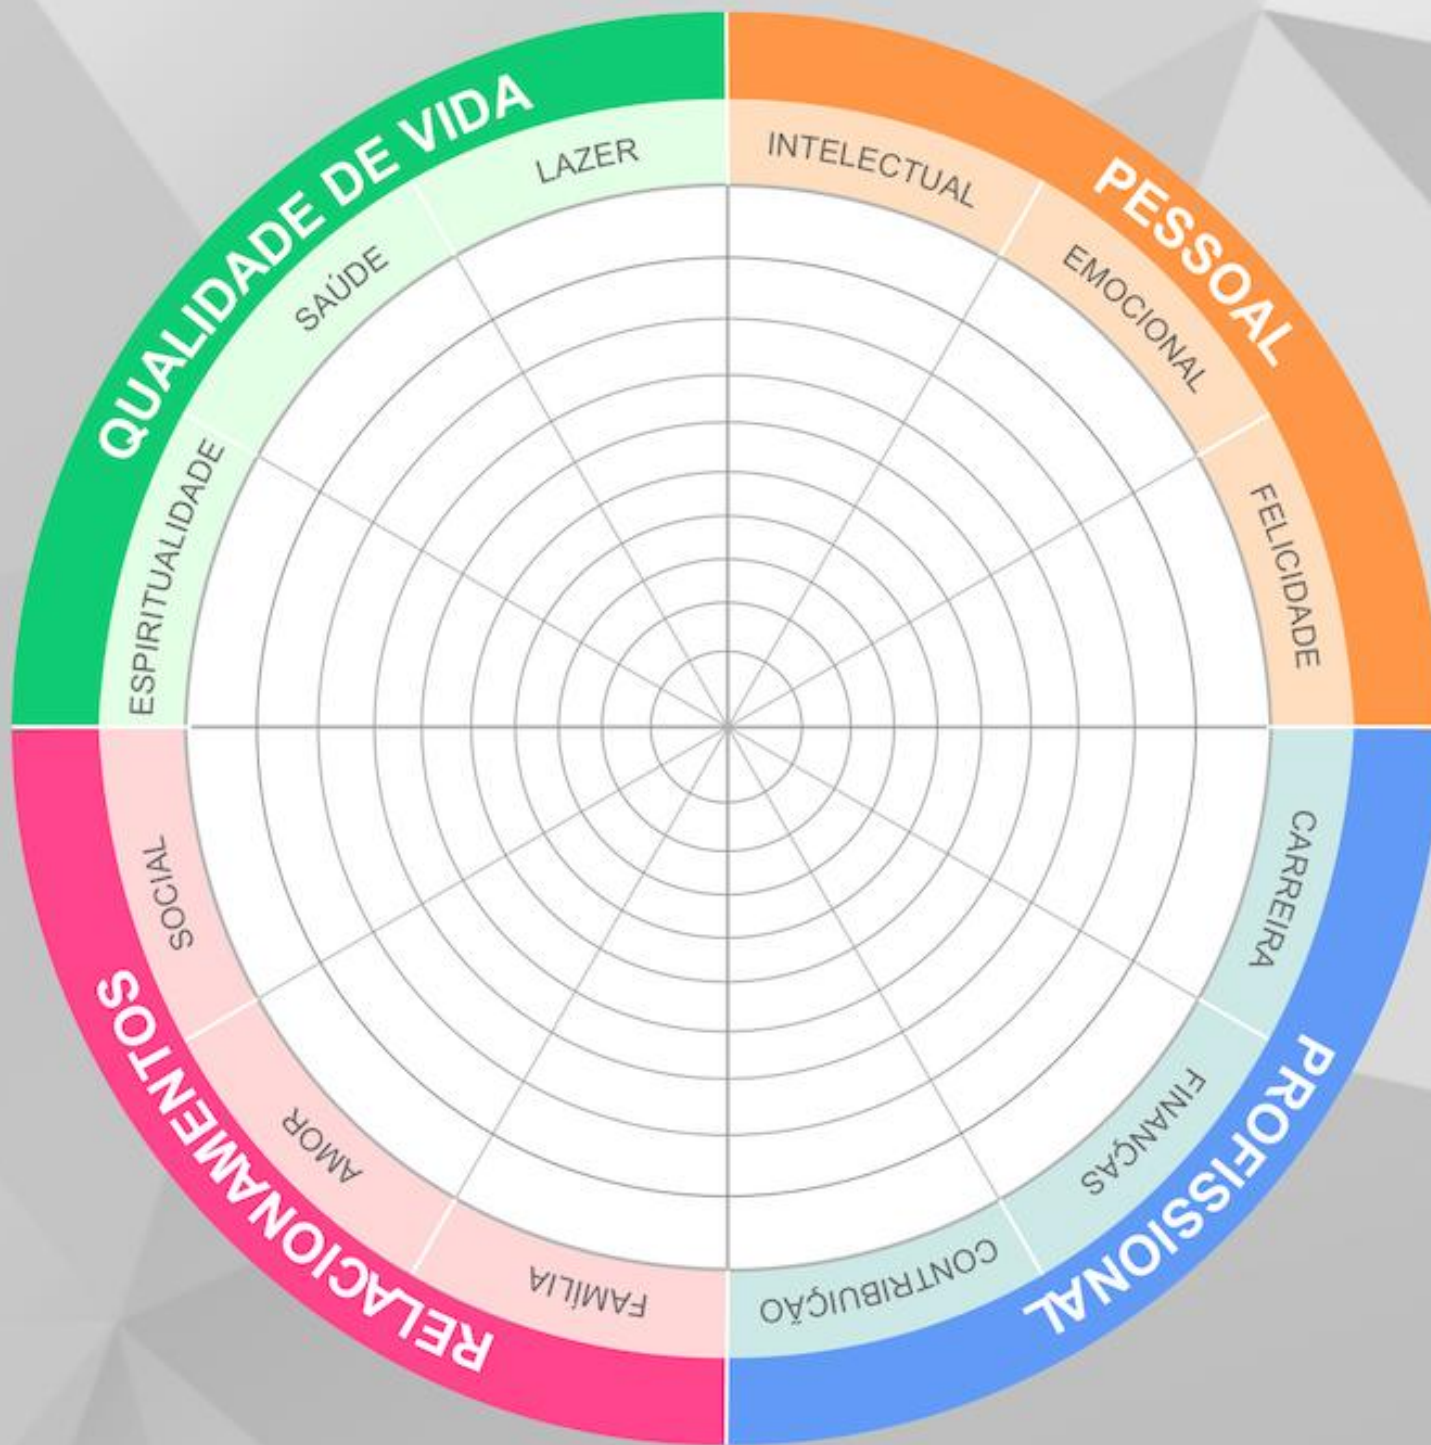 QUALIDADE DE VIDA
LAZER
SAÚDE
ESPIRITUALIDADE
PESSOAL
INTELECTUAL
EMOCIONAL
FELICIDADE
PROFISSIONAL
CARREIRA
FINANÇAS
CONTRIBUIÇÃO
RELACIONAMENTOS
FAMÍLIA
AMOR
SOCIAL